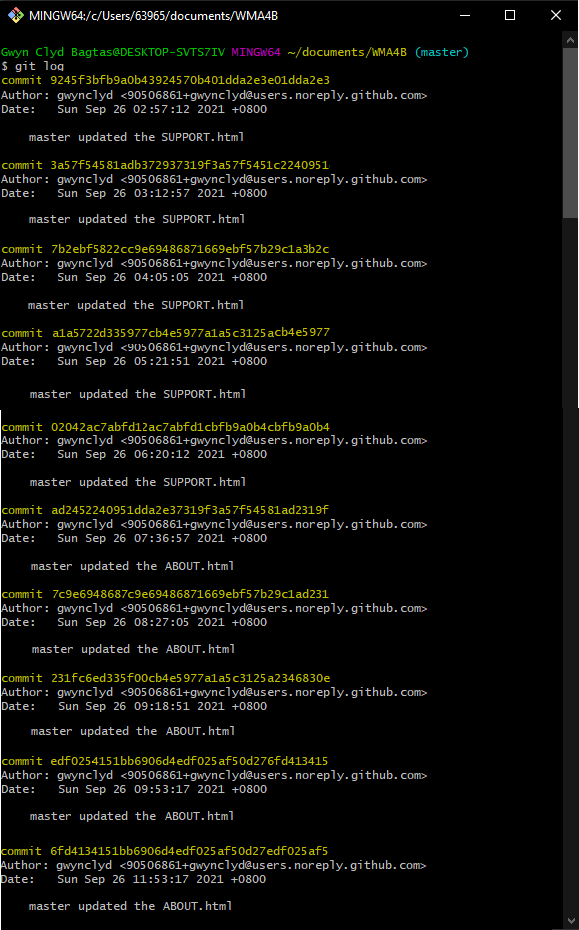 MINGW64:/c/Users/63965/documents/WMA4B
Gwyn Clyd Bagtas@DESKTOP-SVTS7IV MINGW64 ~/documents/WMA4B (master)
$ git log
commit 9245f3bfb9a0b43924570b401dda2e3e01dda2e3
Author: gwynclyd <90506861+gwynclyd@users.noreply.github.com>
Date:   Sun Sep 26 02:57:12 2021 +0800
master updated the SUPPORT.html
commit 3a57f54581adb372937319f3a57f5451c2240951
Author: gwynclyd <90506861+gwynclyd@users.noreply.github.com>
Date:   Sun Sep 26 03:12:57 2021 +0800
master updated the SUPPORT.html
commit 7b2ebf5822cc9e69486871669ebf57b29c1a3b2c
Author: gwynclyd <90506861+gwynclyd@users.noreply.github.com>
Date:   Sun Sep 26 04:05:05 2021 +0800
master updated the SUPPORT.html
commit a1a5722d335977cb4e5977a1a5c3125acb4e5977
Author: gwynclyd <90506861+gwynclyd@users.noreply.github.com>
Date:   Sun Sep 26 05:21:51 2021 +0800
master updated the SUPPORT.html
commit 02042ac7abfd12ac7abfd1cbfb9a0b4cbfb9a0b4
Author: gwynclyd <90506861+gwynclyd@users.noreply.github.com>
Date:   Sun Sep 26 06:20:12 2021 +0800
master updated the SUPPORT.html
commit ad2452240951dda2e37319f3a57f54581ad2319f
Author: gwynclyd <90506861+gwynclyd@users.noreply.github.com>
Date:   Sun Sep 26 07:36:57 2021 +0800
master updated the ABOUT.html
commit 7c9e6948687c9e69486871669ebf57b29c1ad231
Author: gwynclyd <90506861+gwynclyd@users.noreply.github.com>
Date:   Sun Sep 26 08:27:05 2021 +0800
master updated the ABOUT.html
commit 231fc6ed335f00cb4e5977a1a5c3125a2346830e
Author: gwynclyd <90506861+gwynclyd@users.noreply.github.com>
Date:   Sun Sep 26 09:18:51 2021 +0800
master updated the ABOUT.html
commit edf0254151bb6906d4edf025af50d276fd413415
Author: gwynclyd <90506861+gwynclyd@users.noreply.github.com>
Date:   Sun Sep 26 09:53:17 2021 +0800
master updated the ABOUT.html
commit 6fd4134151bb6906d4edf025af50d27edf025af5
Author: gwynclyd <90506861+gwynclyd@users.noreply.github.com>
Date:   Sun Sep 26 11:53:17 2021 +0800
master updated the ABOUT.html